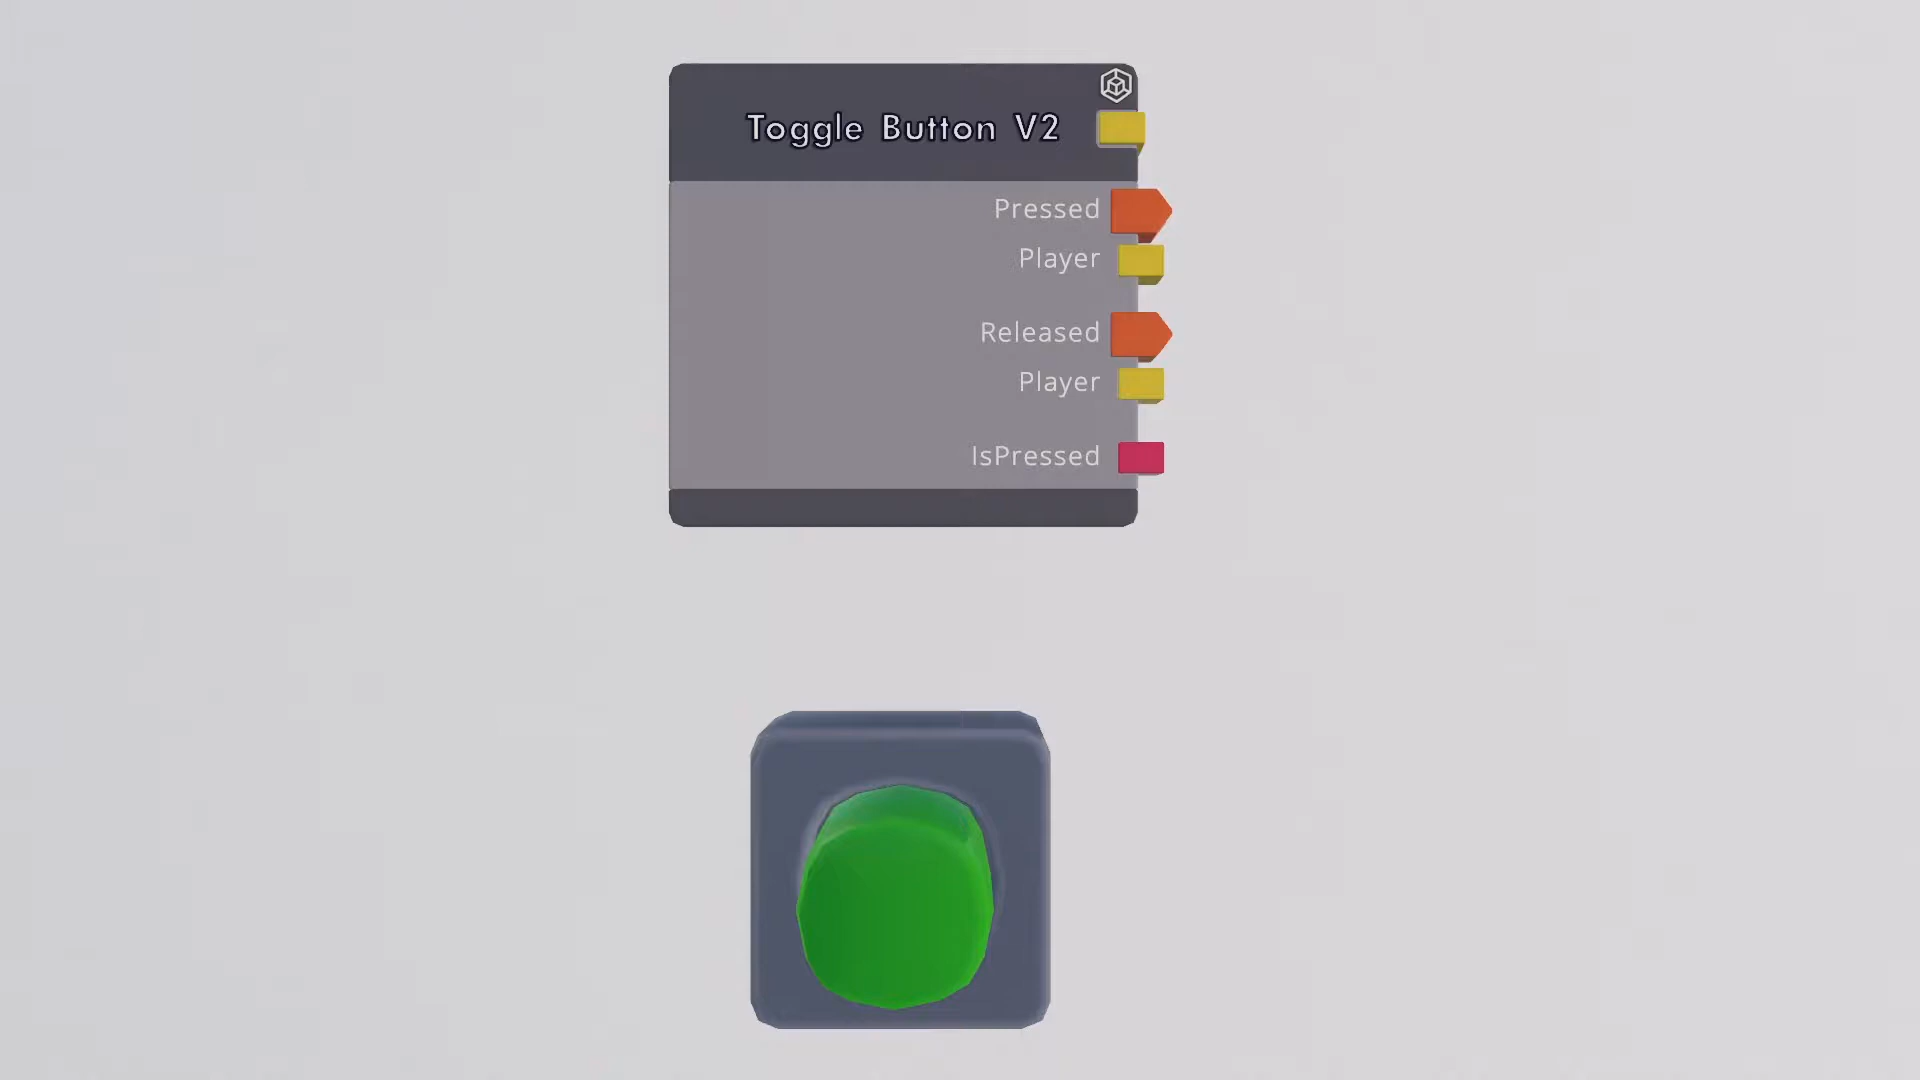 Toggle Button V2
Pressed
Player
Released
Player
IsPressed